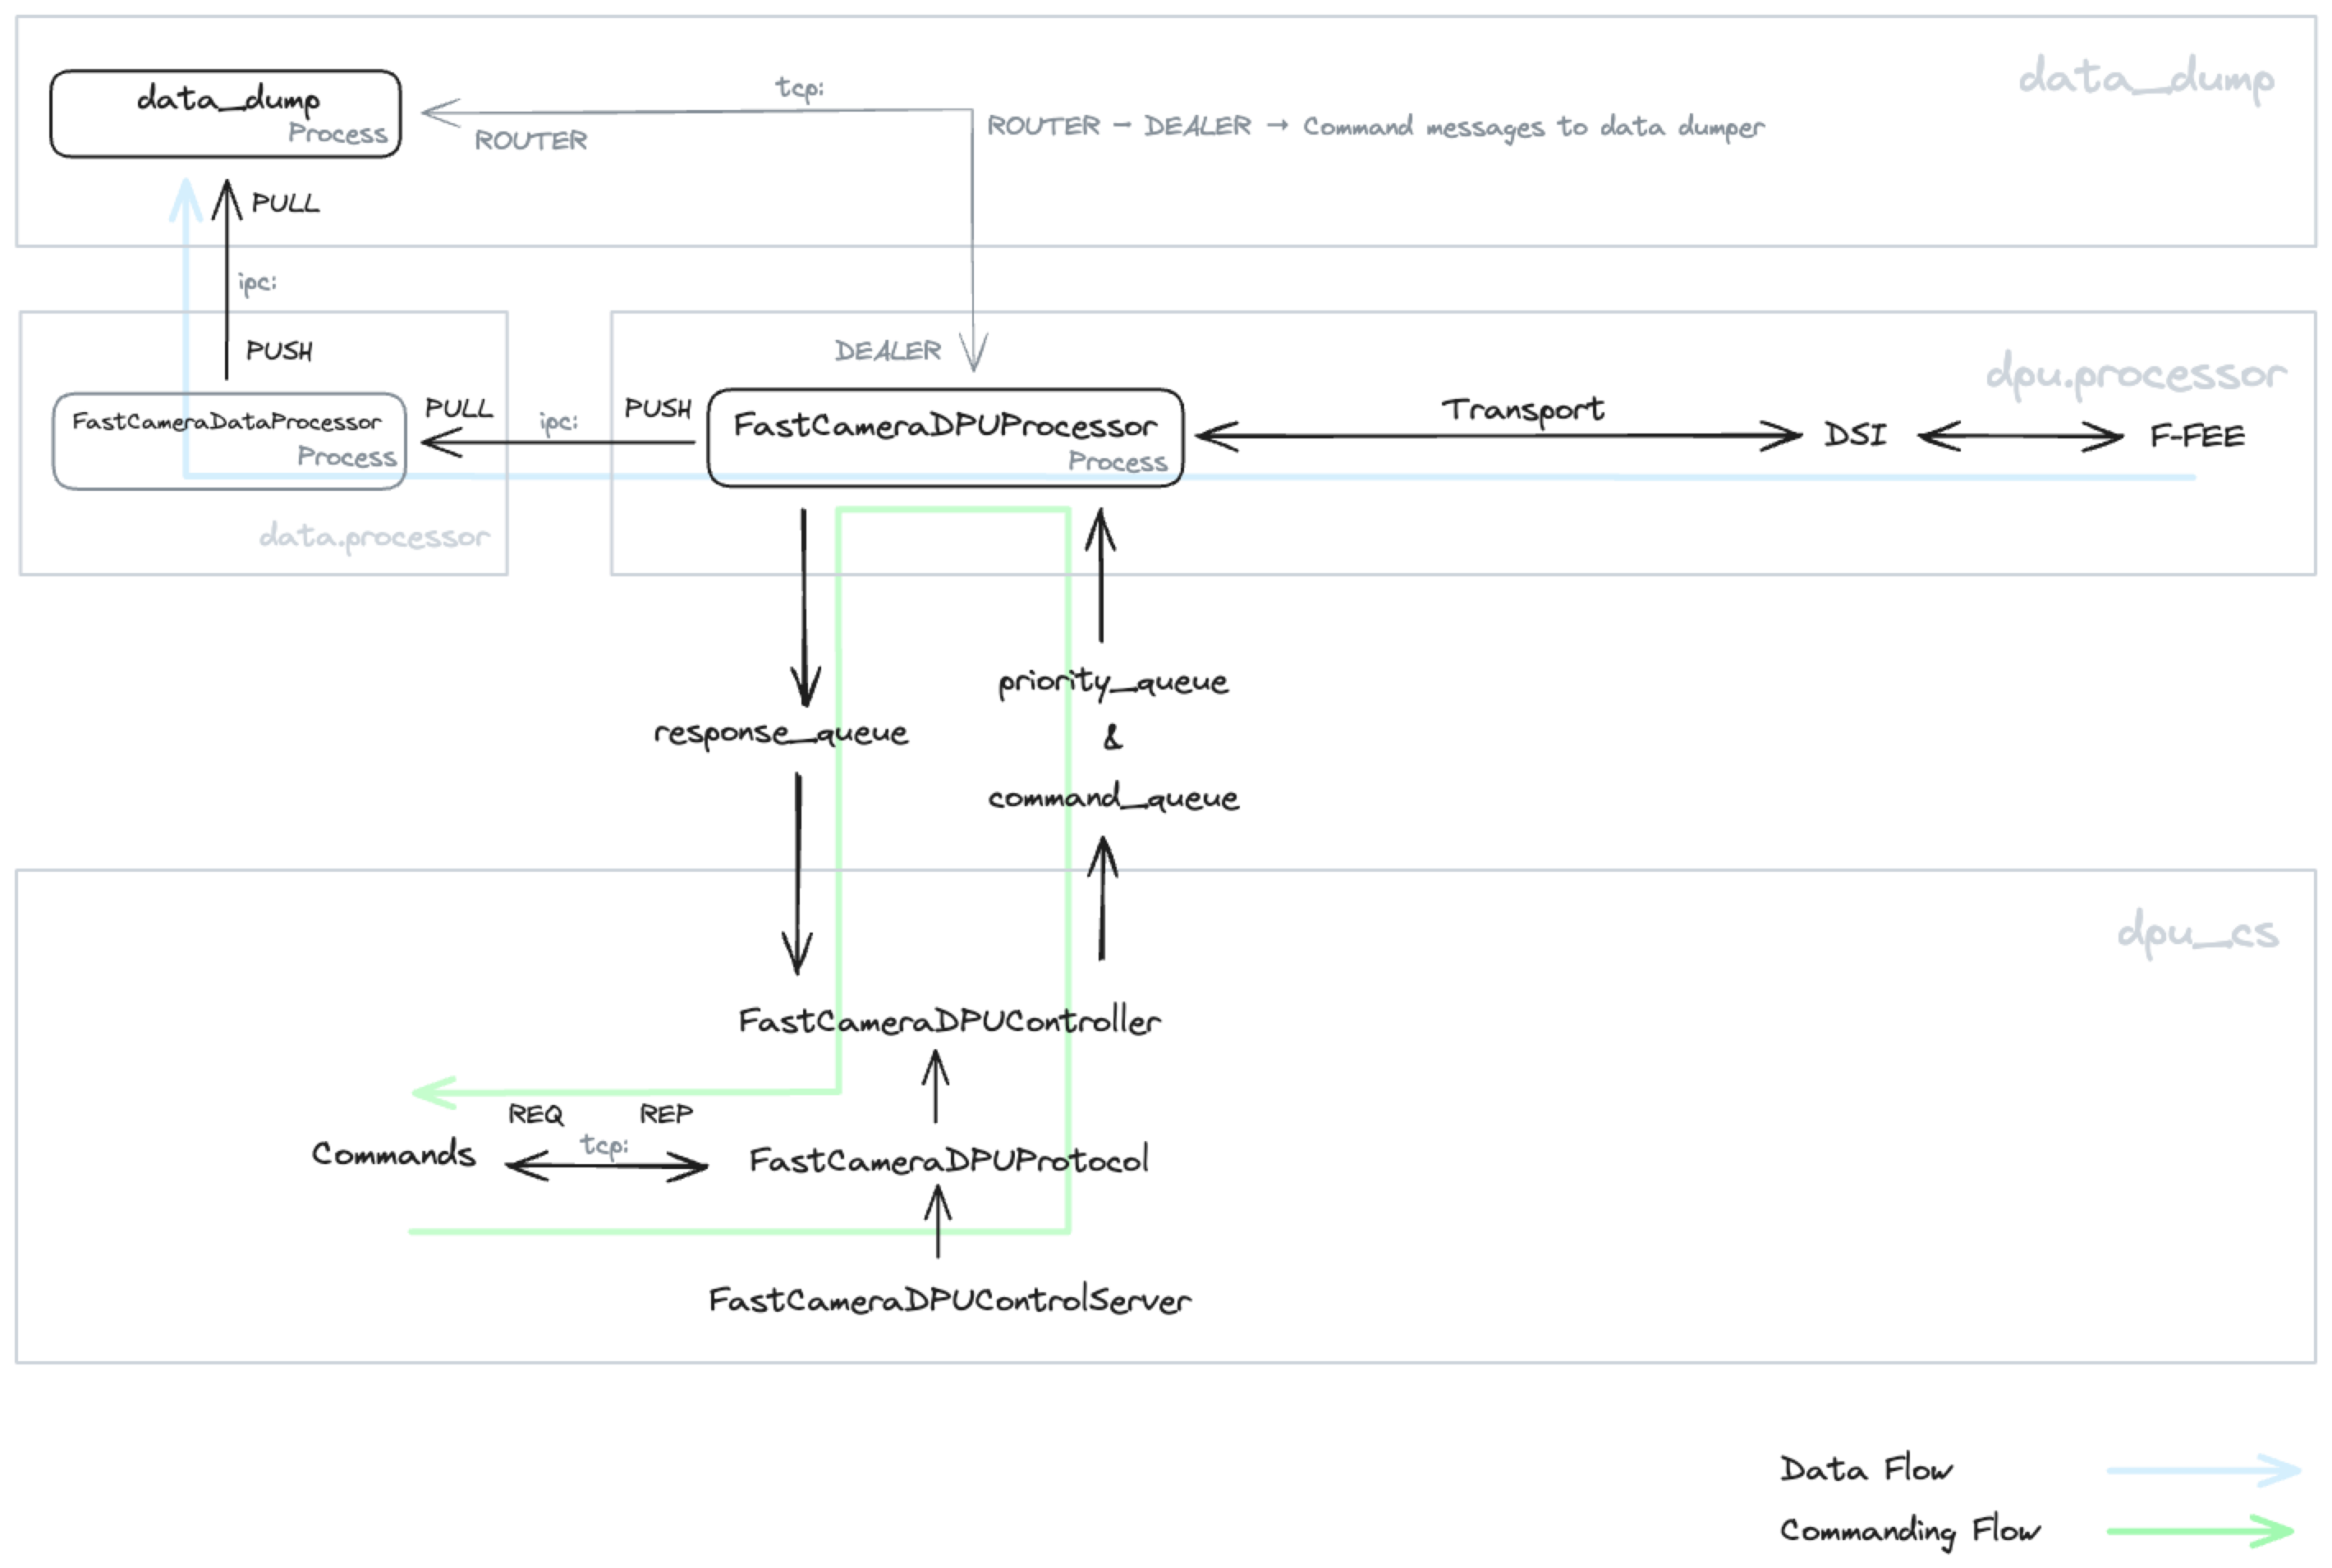 data_dump
data_dump
Process
tcp:
ROUTER
ROUTER - DEALER → Command messages to data dumper
PULL
ipc:
PUSH
DEALER
dpu.processor
FastCameraDataProcessor
Process
PULL
ipc:
PUSH
FastCameraDPUProcessor
Process
Transport
DSI
F-FEE
data.processor
priority_queue
&
command_queue
response_queue
dpu_cs
FastCameraDPUController
REQ
REP
Commands
tcp:
FastCameraDPUProtocol
FastCameraDPUControlServer
Data Flow
Commanding Flow